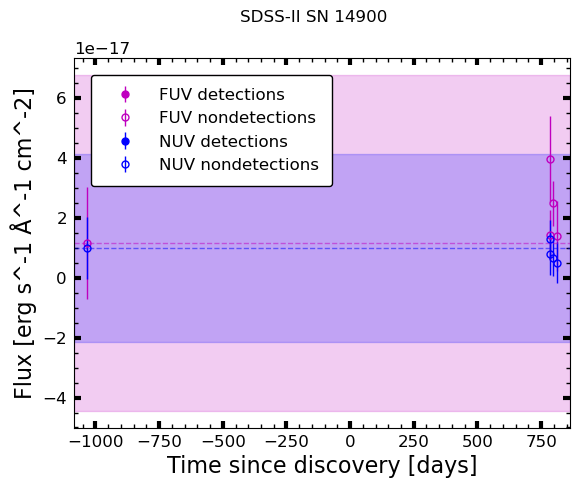 SDSS-II SN 14900
1e−17
FUV detections
FUV nondetections
NUV detections
NUV nondetections
6
4
2
0
−2
−4
Flux [erg s^-1 Å^-1 cm^-2]
−1000 −750 −500 −250 0 250 500 750
Time since discovery [days]